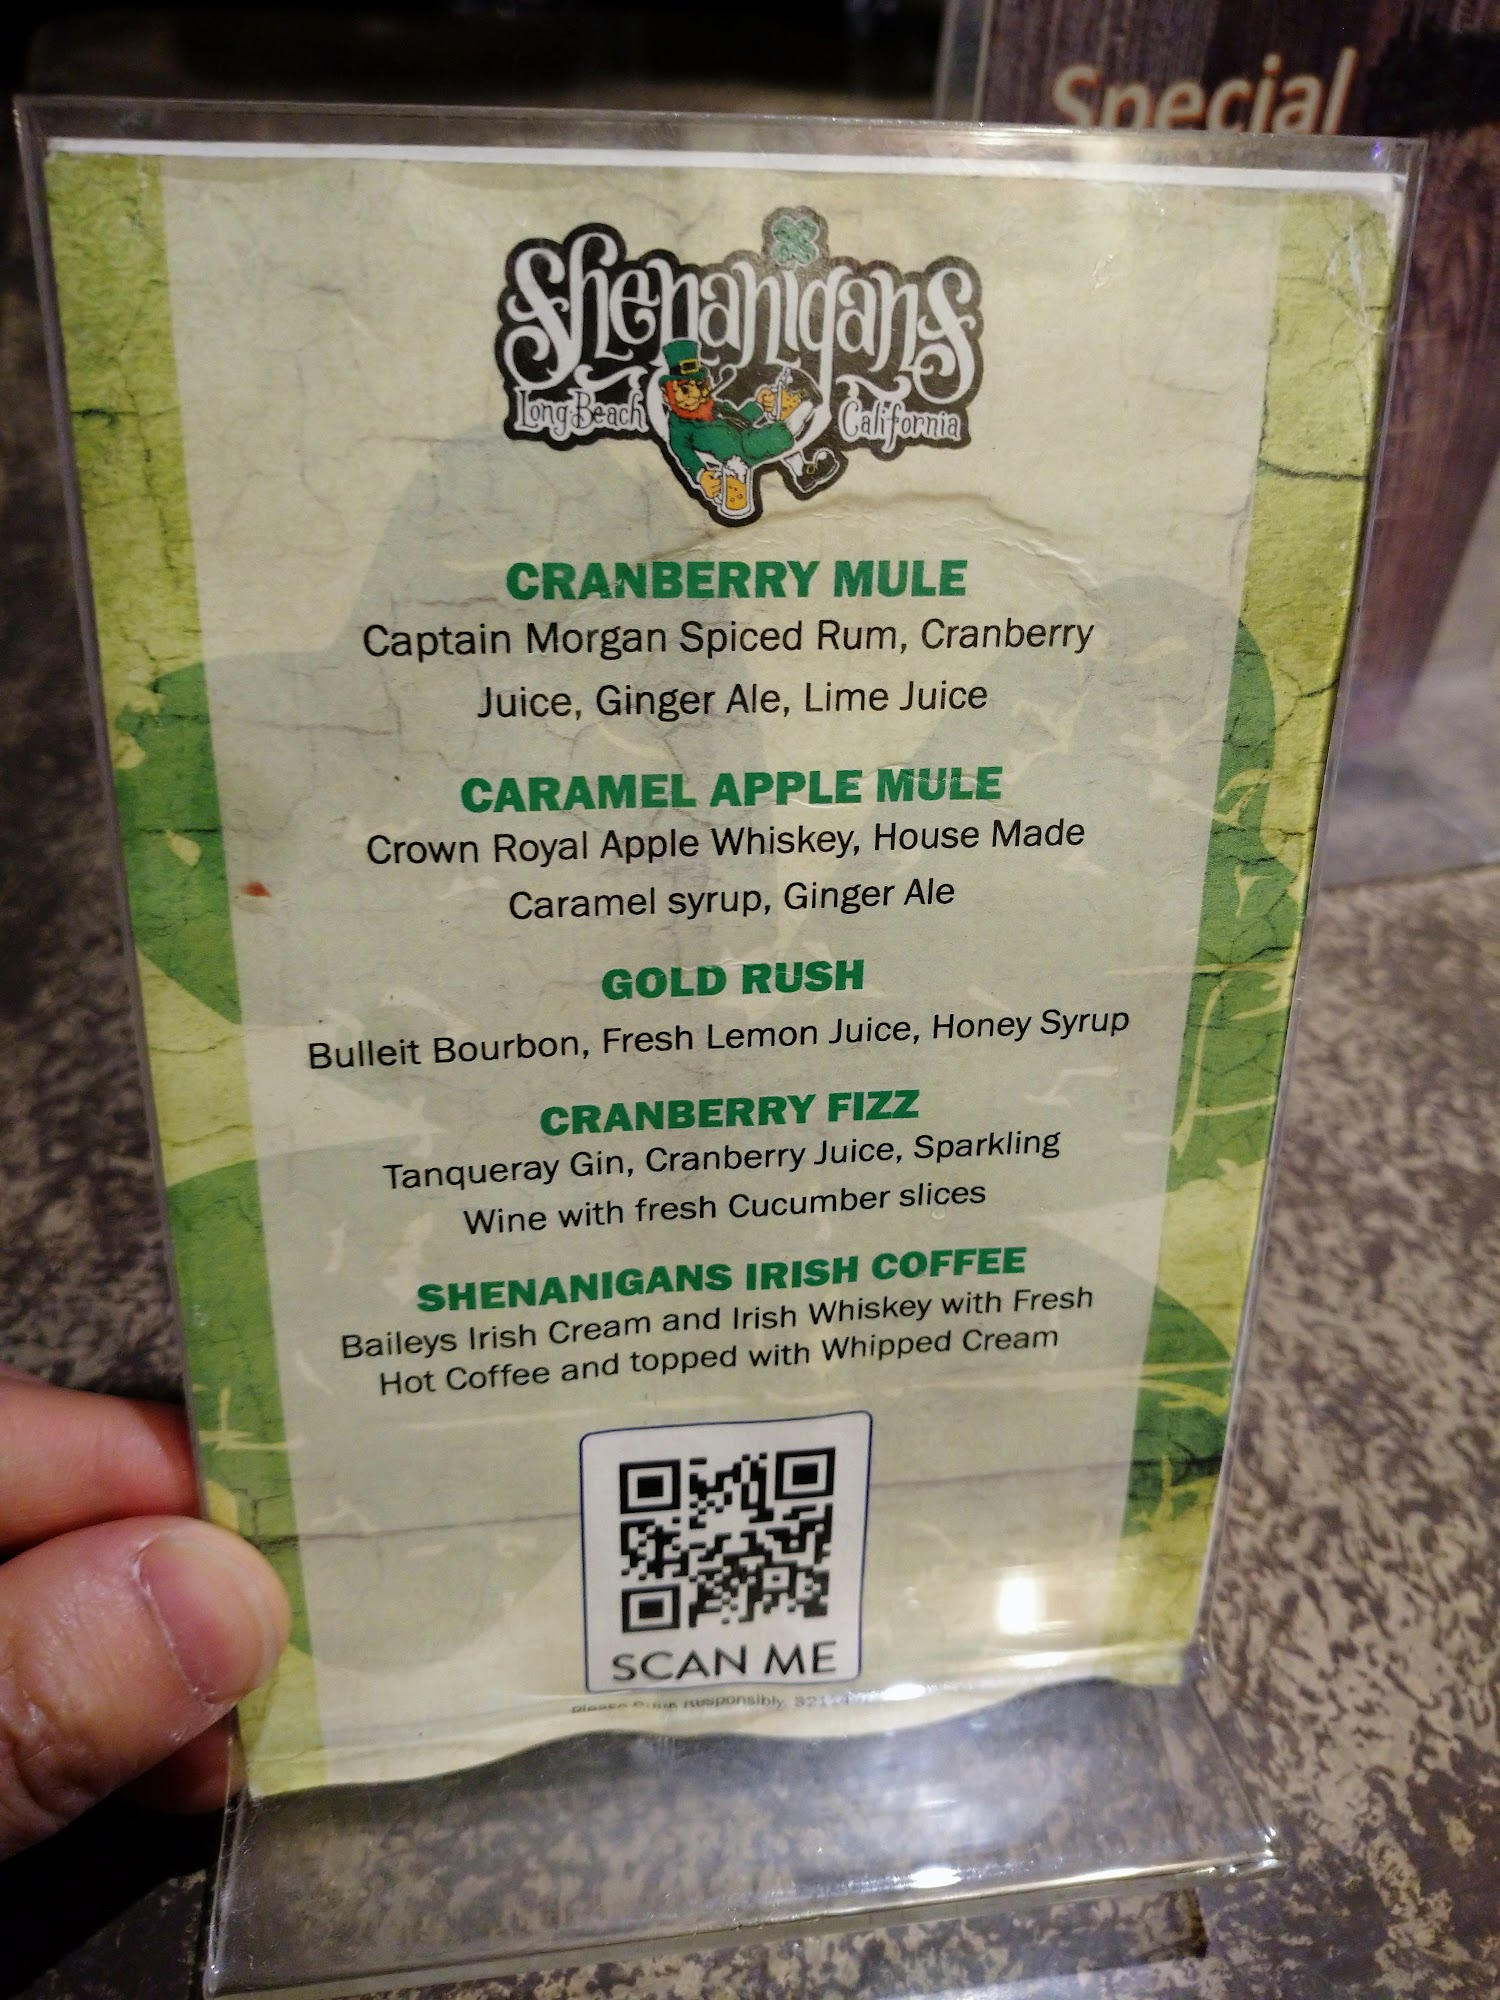 Special
Shenanigans
Long Beach California
CRANBERRY MULE
Captain Morgan Spiced Rum, Cranberry
Juice, Ginger Ale, Lime Juice
CARAMEL APPLE MULE
Crown Royal Apple Whiskey, House Made
Caramel syrup, Ginger Ale
GOLD RUSH
Bulleit Bourbon, Fresh Lemon Juice, Honey Syrup
CRANBERRY FIZZ
Tanqueray Gin, Cranberry Juice, Sparkling
Wine with fresh Cucumber slices
SHENANIGANS IRISH COFFEE
Baileys Irish Cream and Irish Whiskey with Fresh
Hot Coffee and topped with Whipped Cream
SCAN ME
Please Drink Responsibly.